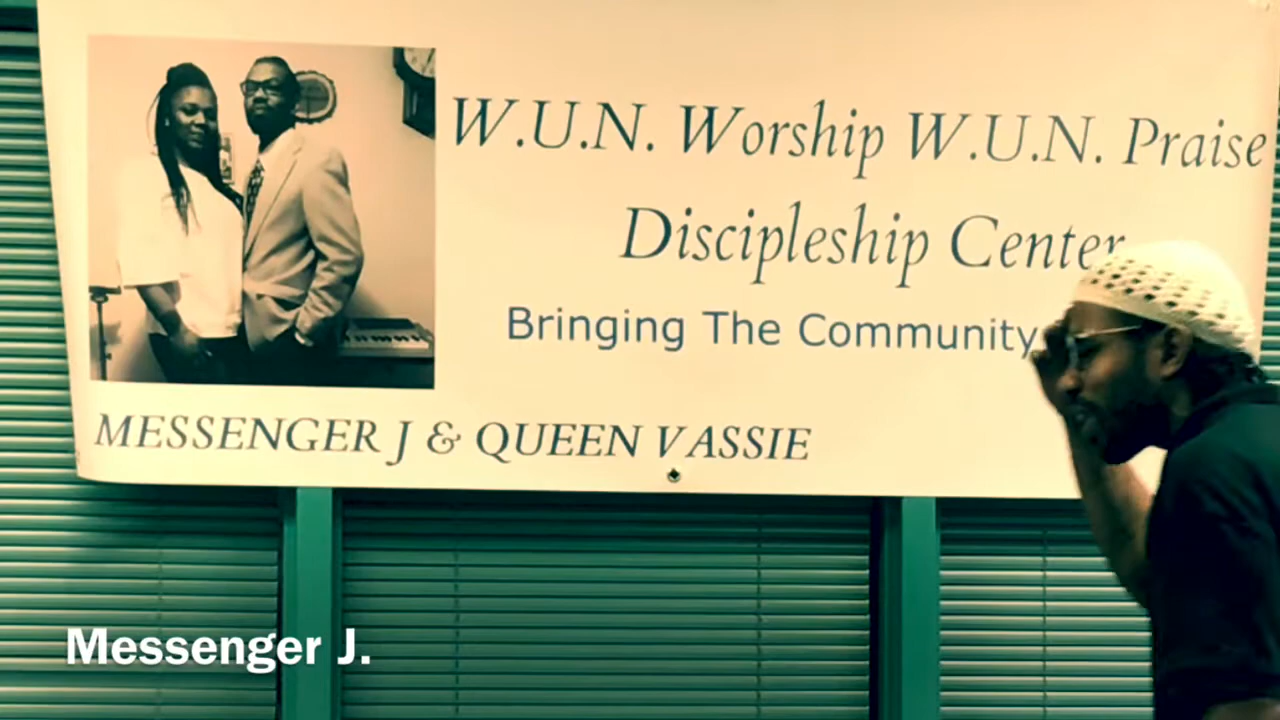 W.U.N. Worship W.U.N. Praise
Discipleship Center
Bringing The Community
MESSENGER J & QUEEN VASSIE
Messenger J.